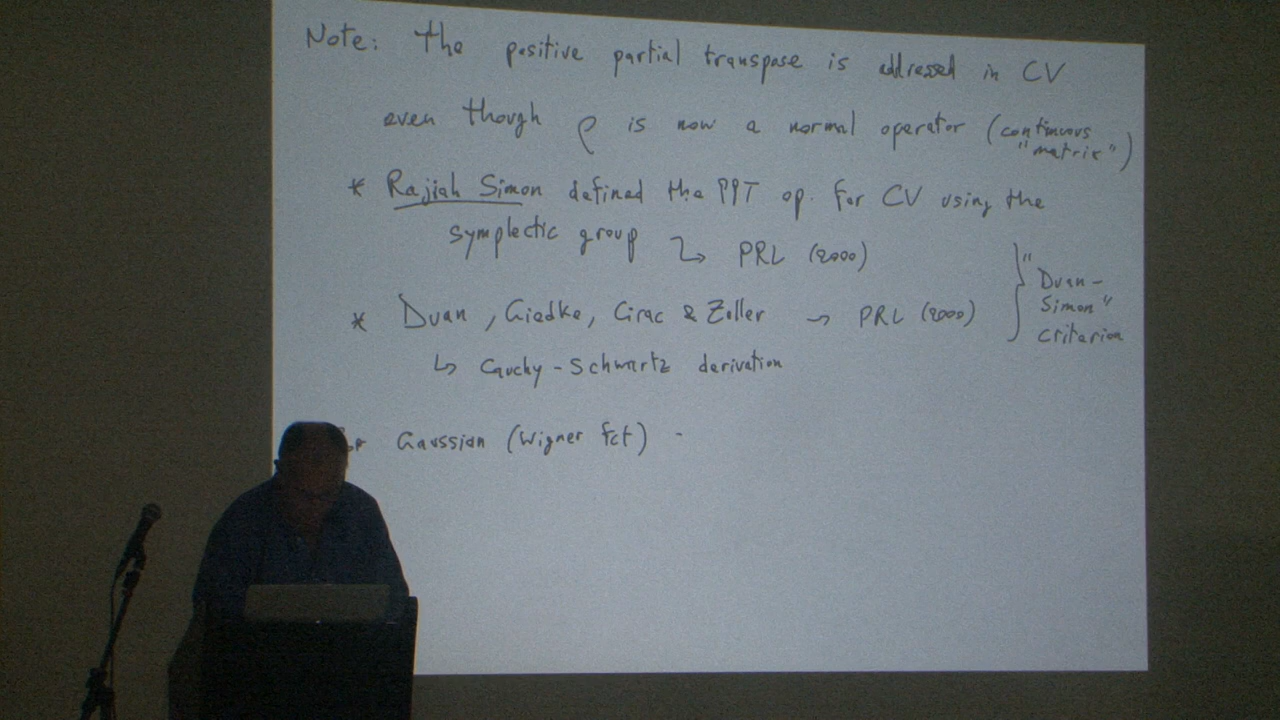 Note: The positive partial transpose is addressed in CV
even though ρ is now a normal operator (continuous "matrix")
* Rajiah Simon defined the PPT op. for CV using the
symplectic group ↳ PRL (2000)
* Duan, Giedke, Cirac & Zoller → PRL (2000)
} "Duan-
Simon"
criterion
↳ Cauchy-Schwartz derivation
Gaussian (Wigner fct) -